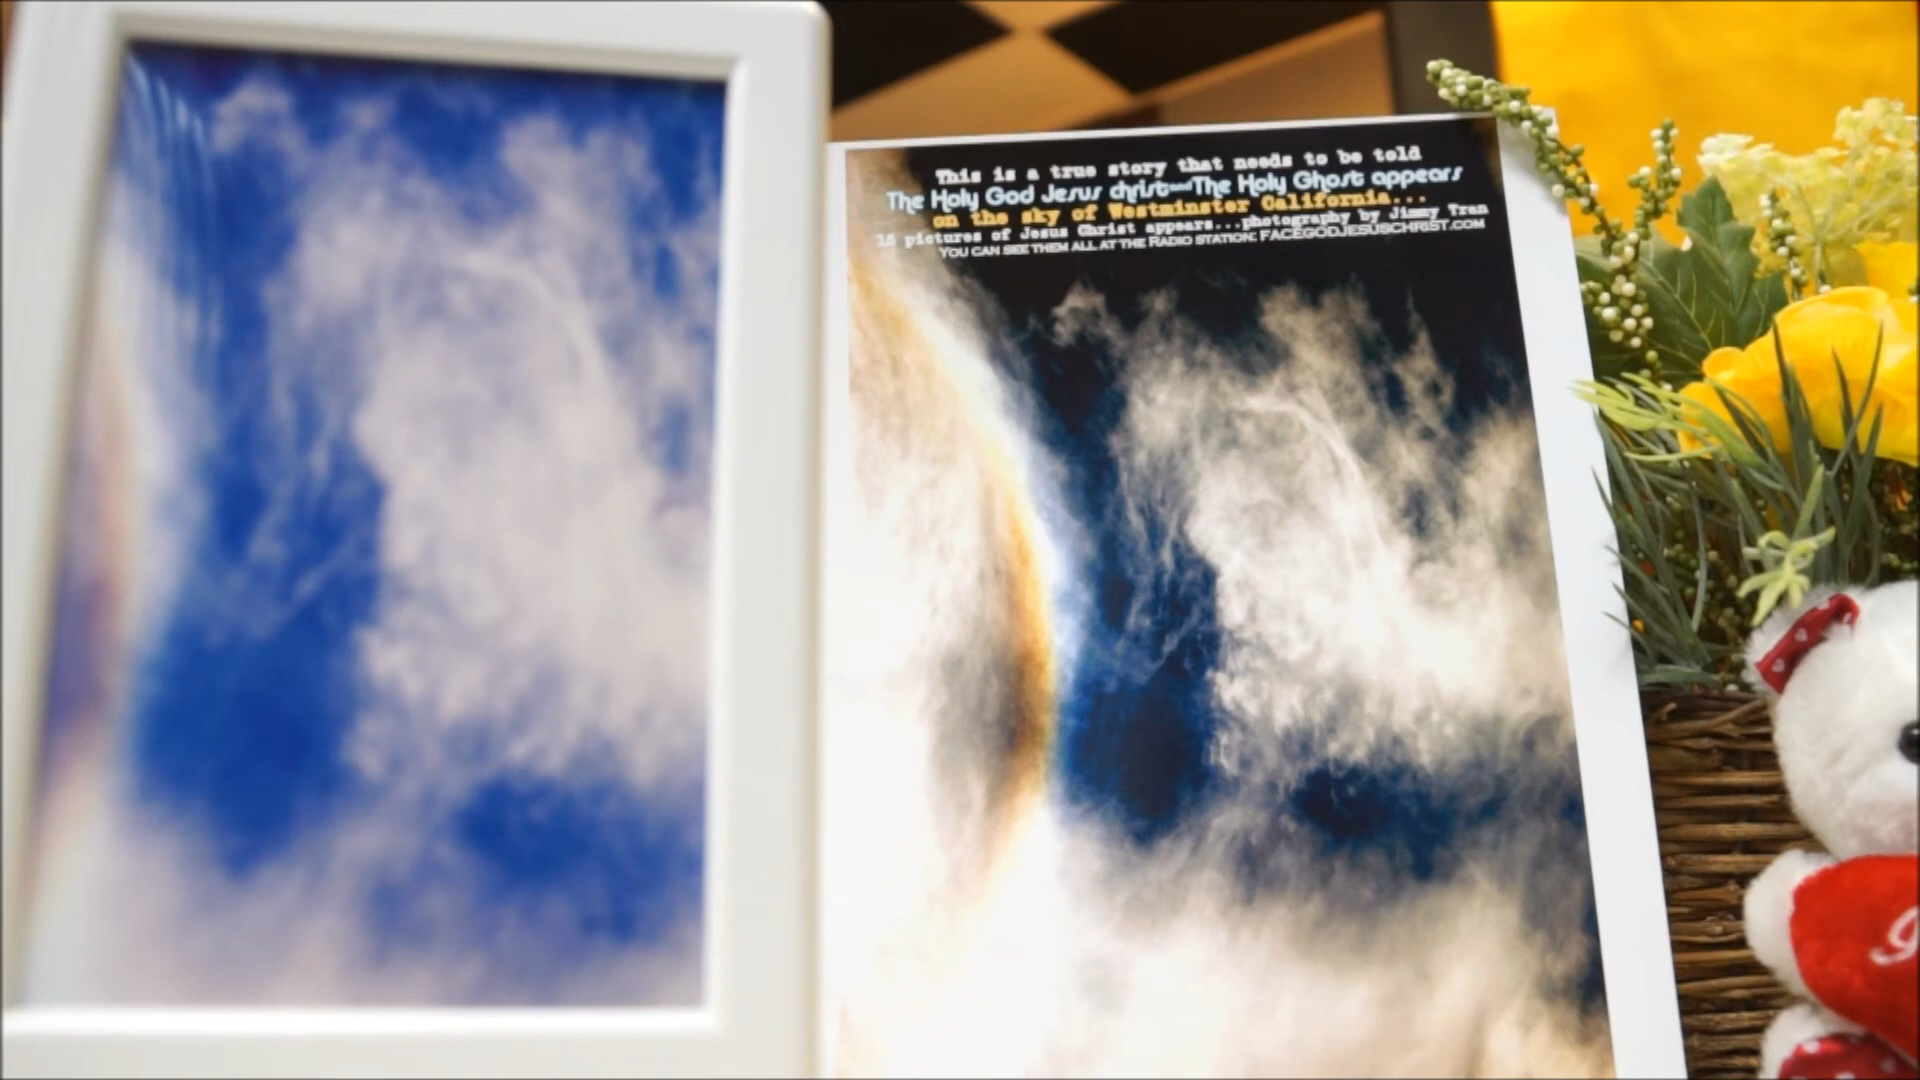 This is a true story that needs to be told
The Holy God Jesus christ and The Holy Ghost appears
on the sky of Westminster California...
15 pictures of Jesus Christ appears...photography by Jimmy Tran
YOU CAN SEE THEM ALL AT THE RADIO STATION: FACEGODJESUSCHRIST.COM